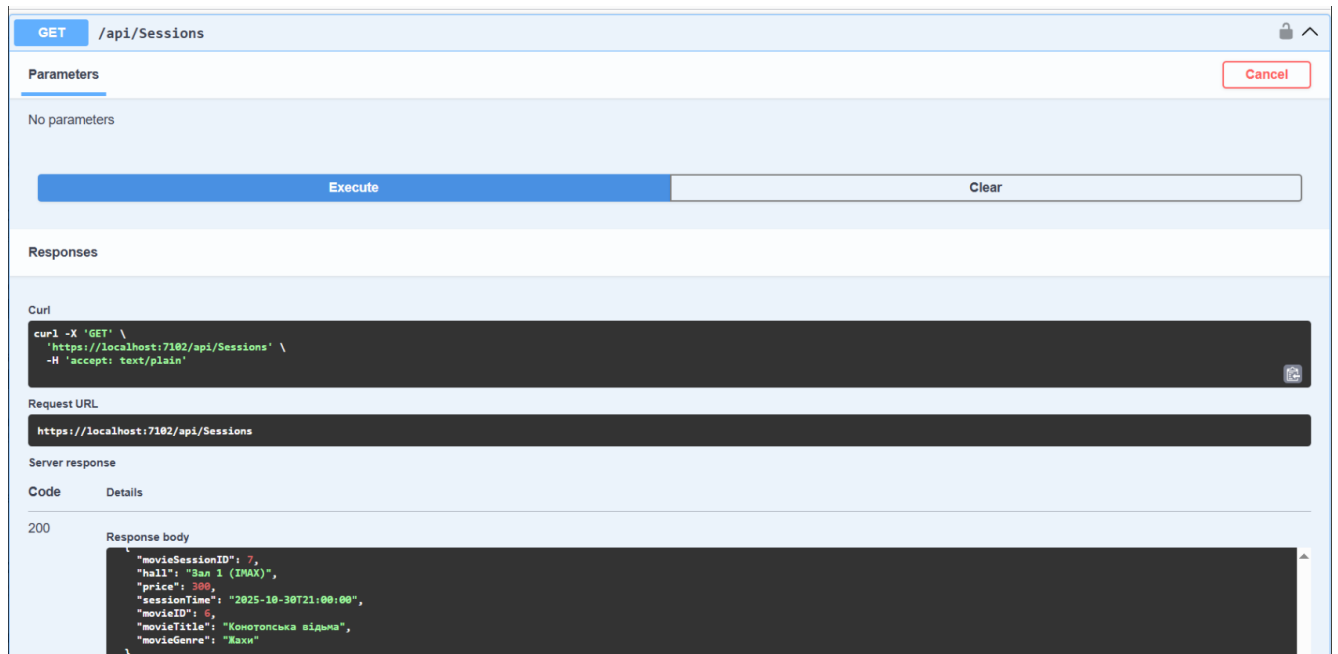 GET /api/Sessions
Parameters
Cancel
No parameters
Execute
Clear
Responses
Curl
curl -X 'GET' \
'https://localhost:7102/api/Sessions' \
-H 'accept: text/plain'
Request URL
https://localhost:7102/api/Sessions
Server response
Code Details
200
Response body
{
"movieSessionID": 7,
"hall": "Зал 1 (IMAX)",
"price": 300,
"sessionTime": "2025-10-30T21:00:00",
"movieID": 6,
"movieTitle": "Конотопська відьма",
"movieGenre": "Жахи"
}